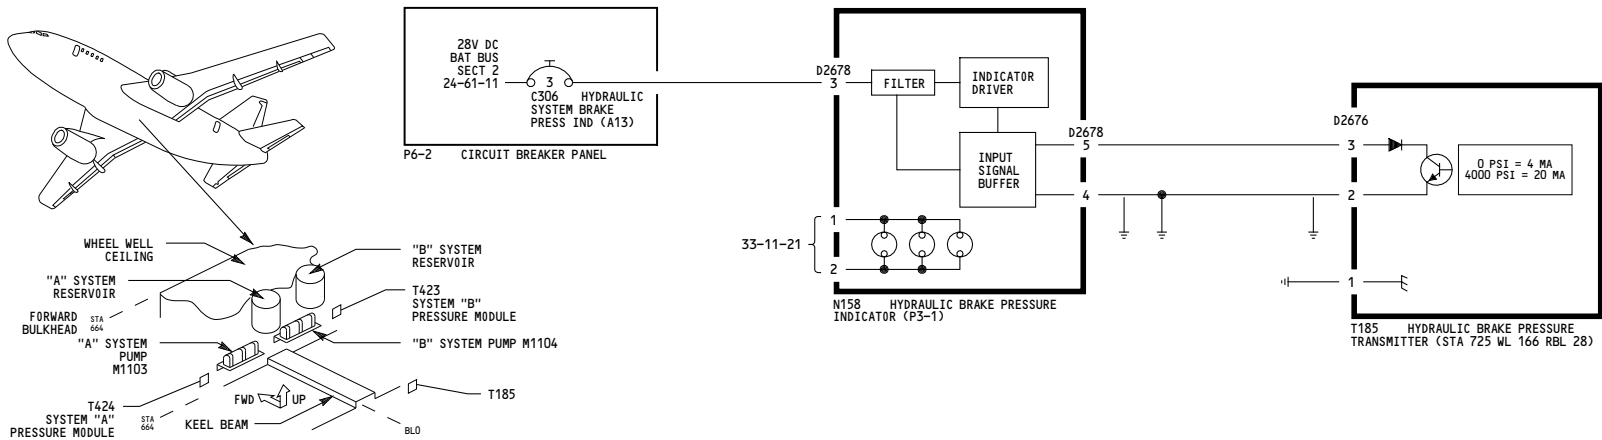 28V DC
BAT BUS
SECT 2
24-61-11
3
C306 HYDRAULIC
SYSTEM BRAKE
PRESS IND (A13)
P6-2 CIRCUIT BREAKER PANEL
D2678
3
FILTER
INDICATOR
DRIVER
INPUT
SIGNAL
BUFFER
D2678
5
4
33-11-21
1
2
N158 HYDRAULIC BRAKE PRESSURE
INDICATOR (P3-1)
D2676
3
2
1
0 PSI = 4 MA
4000 PSI = 20 MA
T185 HYDRAULIC BRAKE PRESSURE
TRANSMITTER (STA 725 WL 166 RBL 28)
WHEEL WELL
CEILING
"A" SYSTEM
RESERVOIR
FORWARD
BULKHEAD
STA
664
"A" SYSTEM
PUMP
M1103
T424
SYSTEM "A"
PRESSURE MODULE
STA
664
KEEL BEAM
FWD
UP
"B" SYSTEM
RESERVOIR
T423
SYSTEM "B"
PRESSURE MODULE
"B" SYSTEM PUMP M1104
T185
BL0